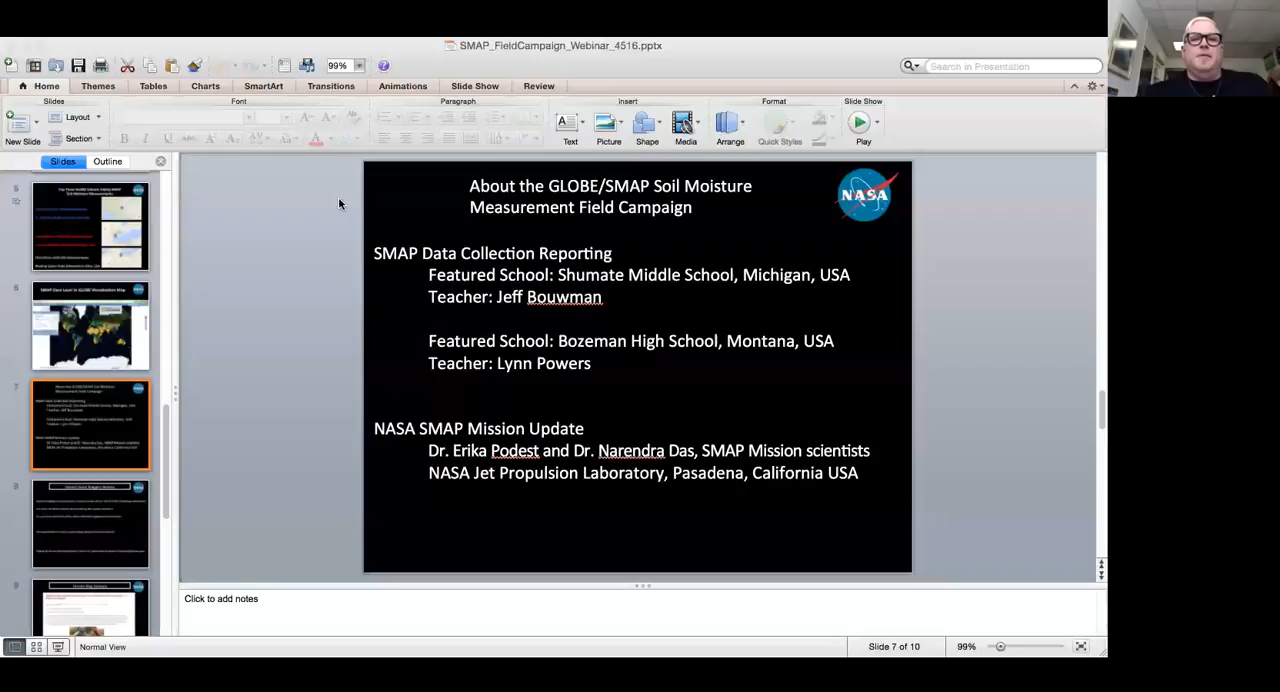 SMAP_FieldCampaign_Webinar_4516.pptx
99%
Search in Presentation
Home
Themes
Tables
Charts
SmartArt
Transitions
Animations
Slide Show
Review
Slides
Font
Paragraph
Insert
Format
Slide Show
New Slide
Layout
Section
B I U ABC
Text
Picture
Shape
Media
Arrange
Quick Styles
Play
Slides
Outline
6
7
8
9
About the GLOBE/SMAP Soil Moisture
Measurement Field Campaign
NASA
SMAP Data Collection Reporting
Featured School: Shumate Middle School, Michigan, USA
Teacher: Jeff Bouwman
Featured School: Bozeman High School, Montana, USA
Teacher: Lynn Powers
NASA SMAP Mission Update
Dr. Erika Podest and Dr. Narendra Das, SMAP Mission scientists
NASA Jet Propulsion Laboratory, Pasadena, California USA
Click to add notes
Normal View
Slide 7 of 10
99%